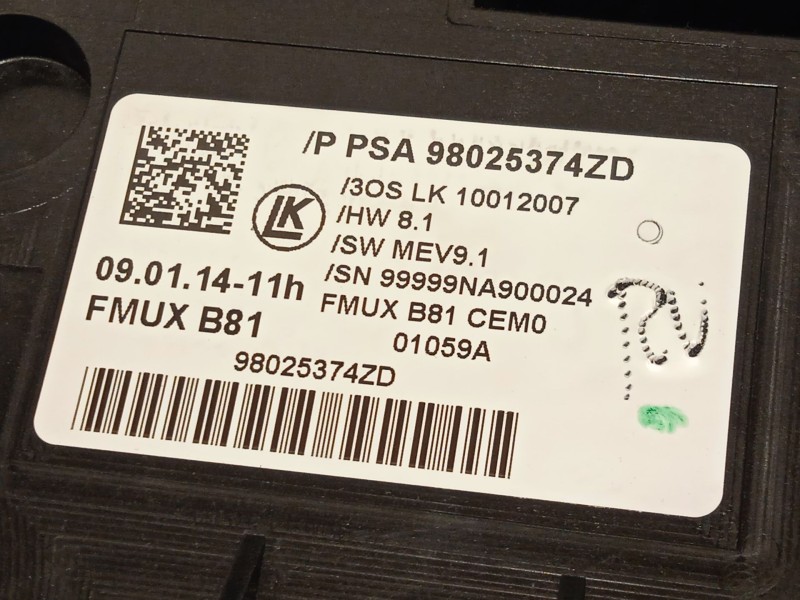 /P PSA 98025374ZD
/3OS LK 10012007
LK
/HW 8.1
/SW MEV9.1
/SN 99999NA900024
09.01.14-11h
FMUX B81 CEM0
FMUX B81
01059A
98025374ZD